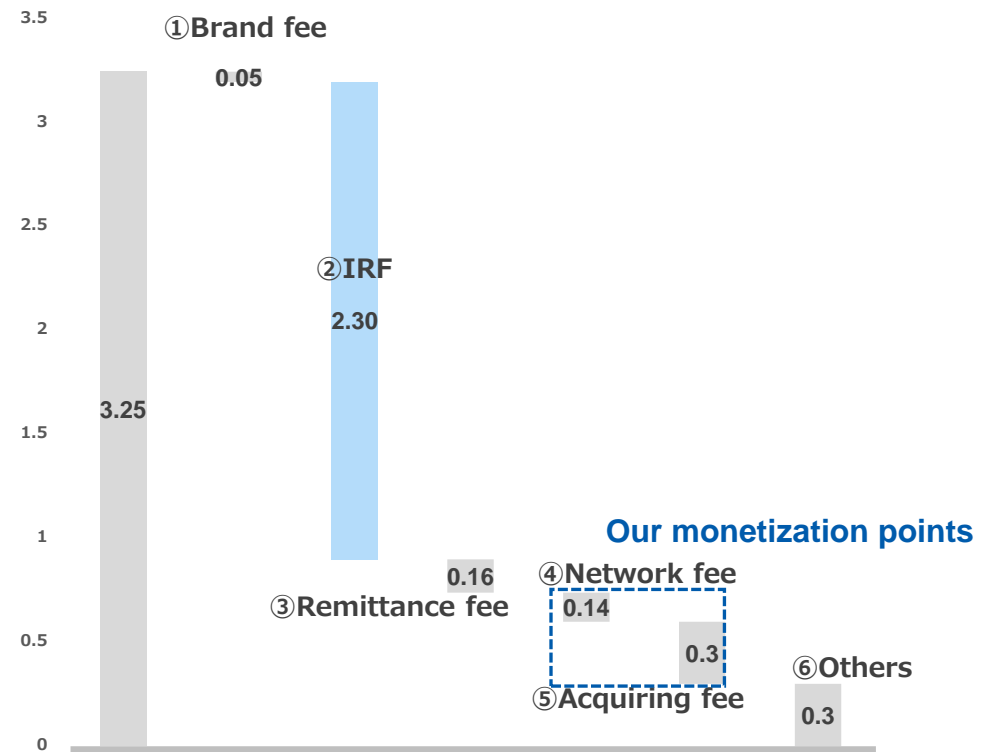 3.5
①Brand fee
0.05
3
2.5
②IRF
2
2.30
3.25
1.5
1
Our monetization points
0.16
④Network fee
③Remittance fee
0.14
0.5
0.3
⑥Others
⑤Acquiring fee
0.3
0